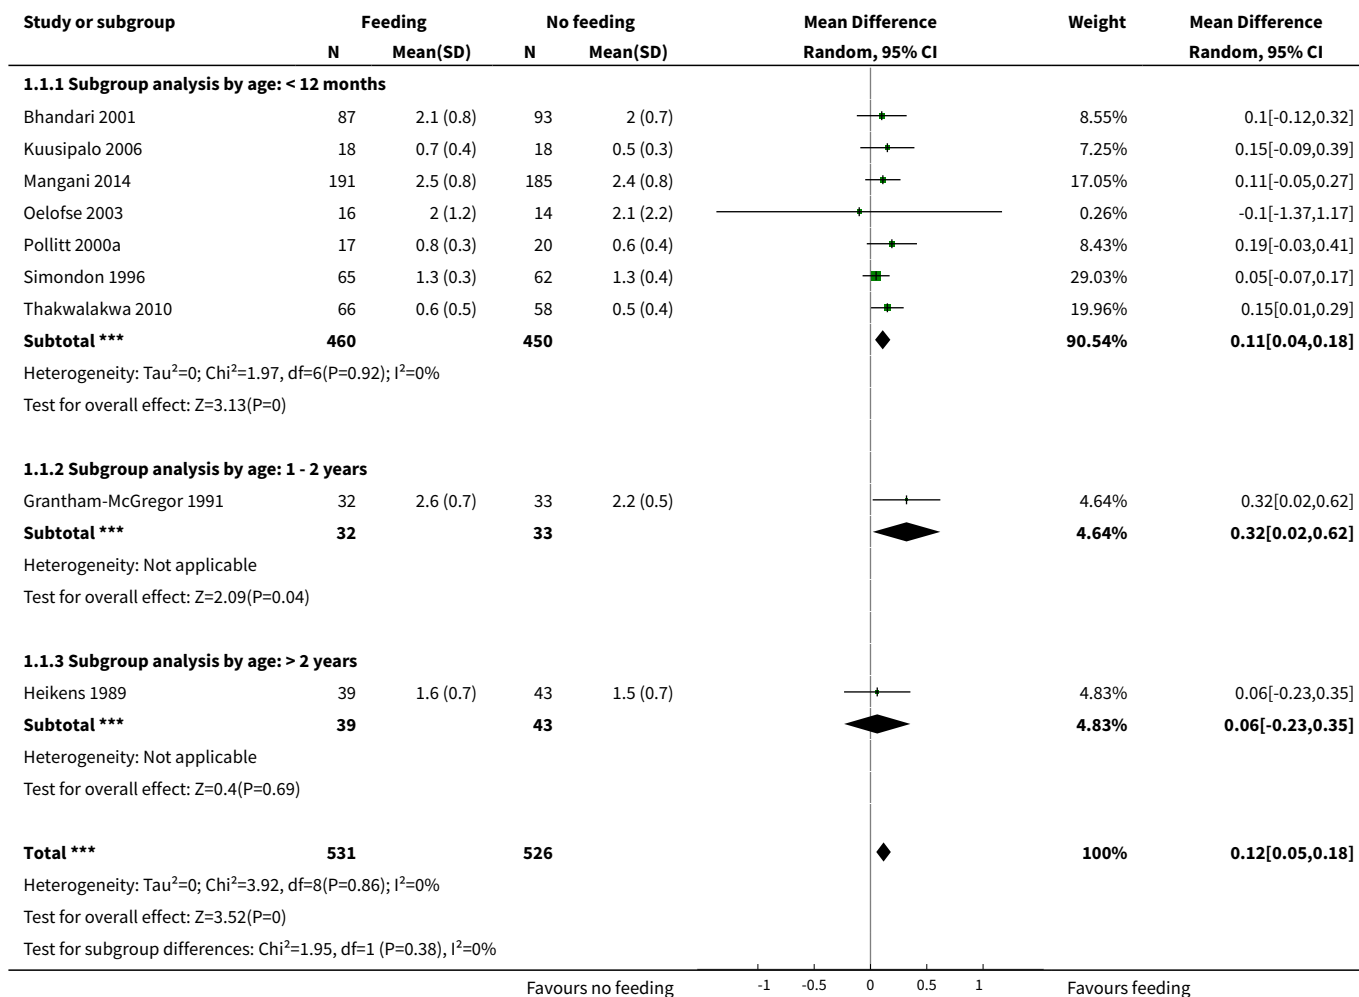 Study or subgroup Feeding No feeding Mean Difference Weight Mean Difference
N Mean(SD) N Mean(SD) Random, 95% CI Random, 95% CI
1.1.1 Subgroup analysis by age: < 12 months
Bhandari 2001 87 2.1 (0.8) 93 2 (0.7) 8.55% 0.1[-0.12,0.32]
Kuusipalo 2006 18 0.7 (0.4) 18 0.5 (0.3) 7.25% 0.15[-0.09,0.39]
Mangani 2014 191 2.5 (0.8) 185 2.4 (0.8) 17.05% 0.11[-0.05,0.27]
Oelofse 2003 16 2 (1.2) 14 2.1 (2.2) 0.26% -0.1[-1.37,1.17]
Pollitt 2000a 17 0.8 (0.3) 20 0.6 (0.4) 8.43% 0.19[-0.03,0.41]
Simondon 1996 65 1.3 (0.3) 62 1.3 (0.4) 29.03% 0.05[-0.07,0.17]
Thakwalakwa 2010 66 0.6 (0.5) 58 0.5 (0.4) 19.96% 0.15[0.01,0.29]
Subtotal *** 460 450 90.54% 0.11[0.04,0.18]
Heterogeneity: Tau²=0; Chi²=1.97, df=6(P=0.92); I²=0%
Test for overall effect: Z=3.13(P=0)
1.1.2 Subgroup analysis by age: 1 - 2 years
Grantham-McGregor 1991 32 2.6 (0.7) 33 2.2 (0.5) 4.64% 0.32[0.02,0.62]
Subtotal *** 32 33 4.64% 0.32[0.02,0.62]
Heterogeneity: Not applicable
Test for overall effect: Z=2.09(P=0.04)
1.1.3 Subgroup analysis by age: > 2 years
Heikens 1989 39 1.6 (0.7) 43 1.5 (0.7) 4.83% 0.06[-0.23,0.35]
Subtotal *** 39 43 4.83% 0.06[-0.23,0.35]
Heterogeneity: Not applicable
Test for overall effect: Z=0.4(P=0.69)
Total *** 531 526 100% 0.12[0.05,0.18]
Heterogeneity: Tau²=0; Chi²=3.92, df=8(P=0.86); I²=0%
Test for overall effect: Z=3.52(P=0)
Test for subgroup differences: Chi²=1.95, df=1 (P=0.38), I²=0%
Favours no feeding -1 -0.5 0 0.5 1 Favours feeding